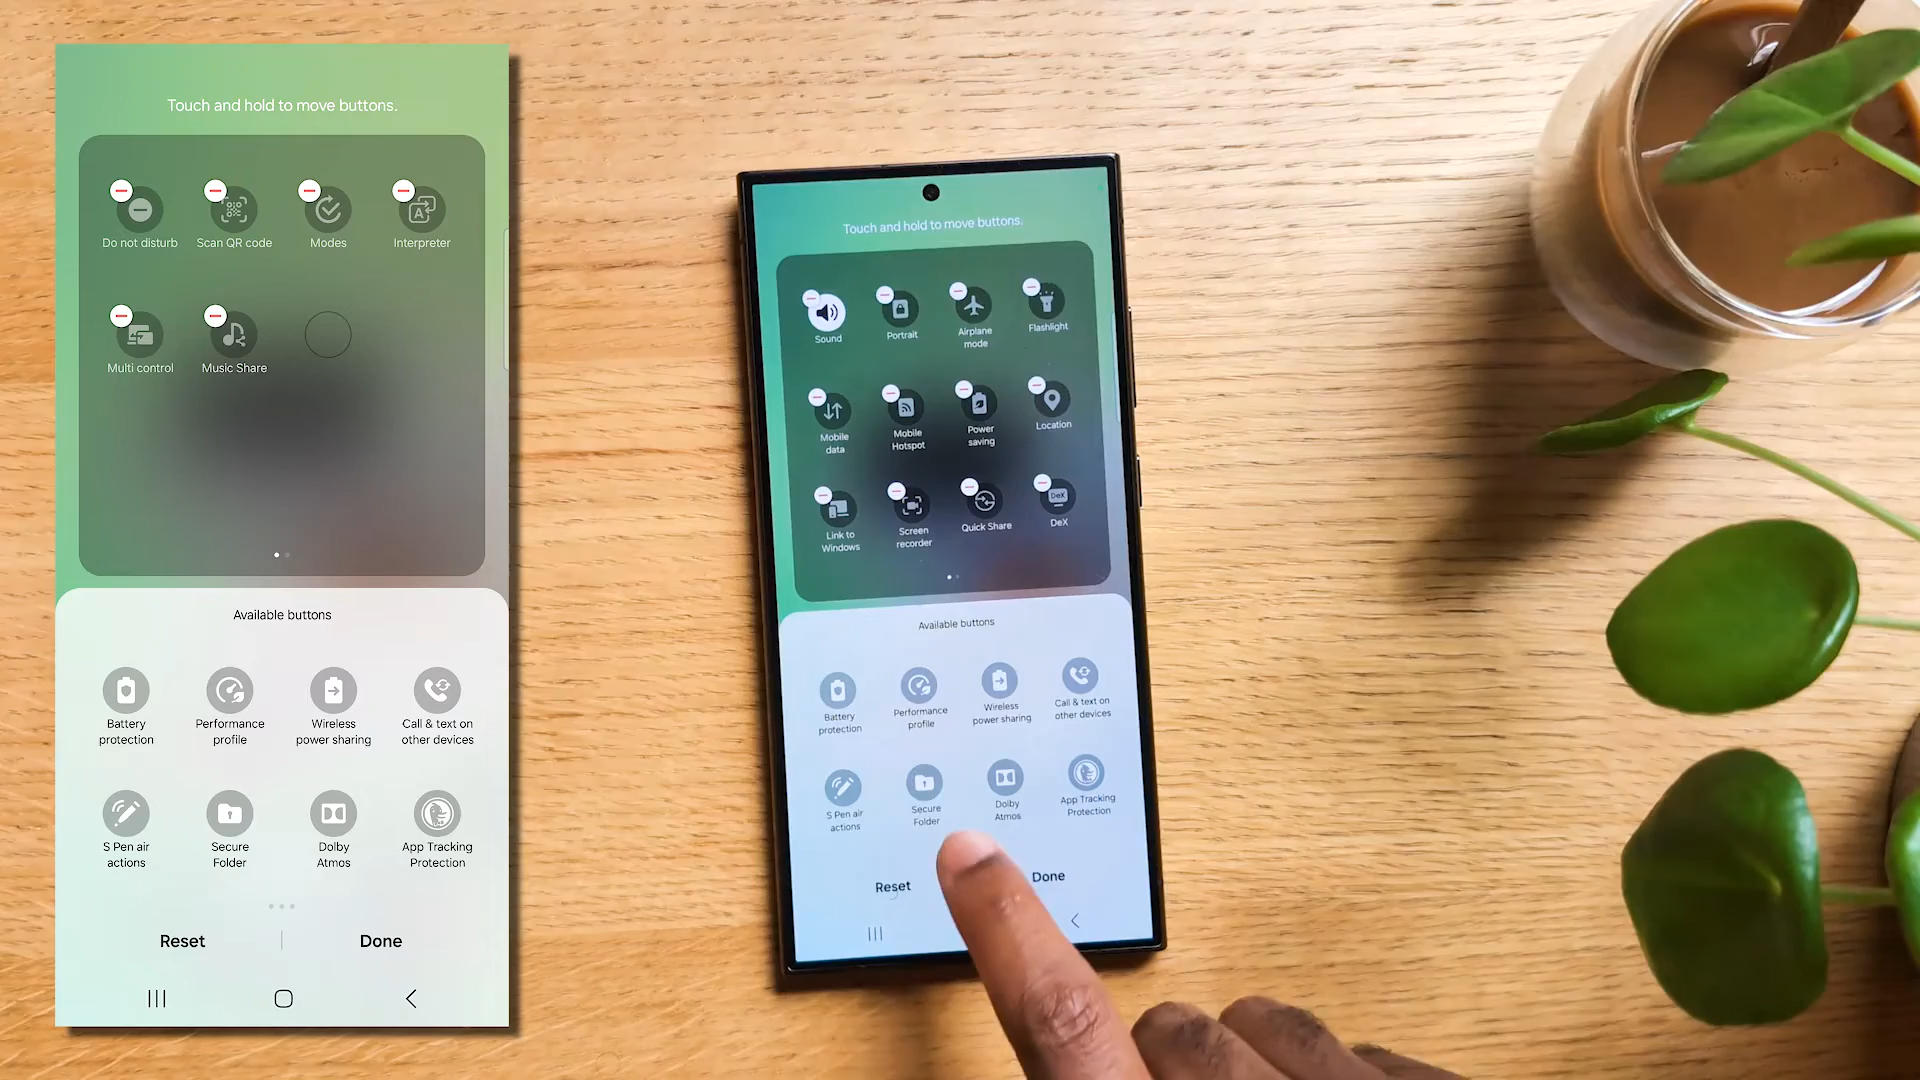 Touch and hold to move buttons.
Do not disturb
Scan QR code
Modes
Interpreter
Multi control
Music Share
Available buttons
Battery
protection
Performance
profile
Wireless
power sharing
Call & text on
other devices
S Pen air
actions
Secure
Folder
Dolby
Atmos
App Tracking
Protection
Reset
Done
Touch and hold to move buttons.
Sound
Portrait
Airplane
mode
Flashlight
Mobile
data
Mobile
Hotspot
Power
saving
Location
Link to
Windows
Screen
recorder
Quick Share
DeX
DeX
Available buttons
Battery
protection
Performance
profile
Wireless
power sharing
Call & text on
other devices
S Pen air
actions
Secure
Folder
Dolby
Atmos
App Tracking
Protection
Reset
Done